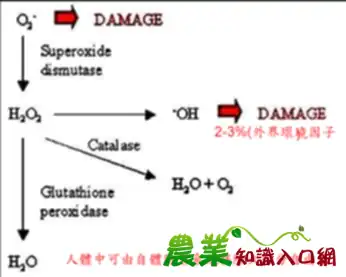 O₂⁻ DAMAGE
Superoxide
dismutase
H₂O₂ ·OH DAMAGE
2-3%(外界環境因子
Catalase
H₂O + O₂
Glutathione
peroxidase
農業知識入口網
H₂O 人體中可由自體